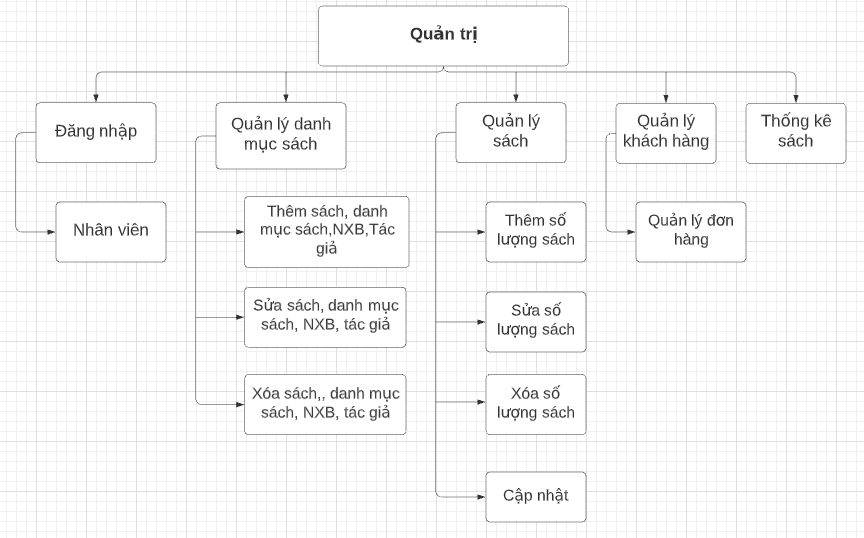 Quản trị
Đăng nhập
Quản lý danh
mục sách
Quản lý
sách
Quản lý
khách hàng
Thống kê
sách
Nhân viên
Thêm sách, danh
mục sách,NXB,Tác
giả
Sửa sách, danh mục
sách, NXB, tác giả
Xóa sách,, danh mục
sách, NXB, tác giả
Thêm số
lượng sách
Sửa số
lượng sách
Xóa số
lượng sách
Cập nhật
Quản lý đơn
hàng